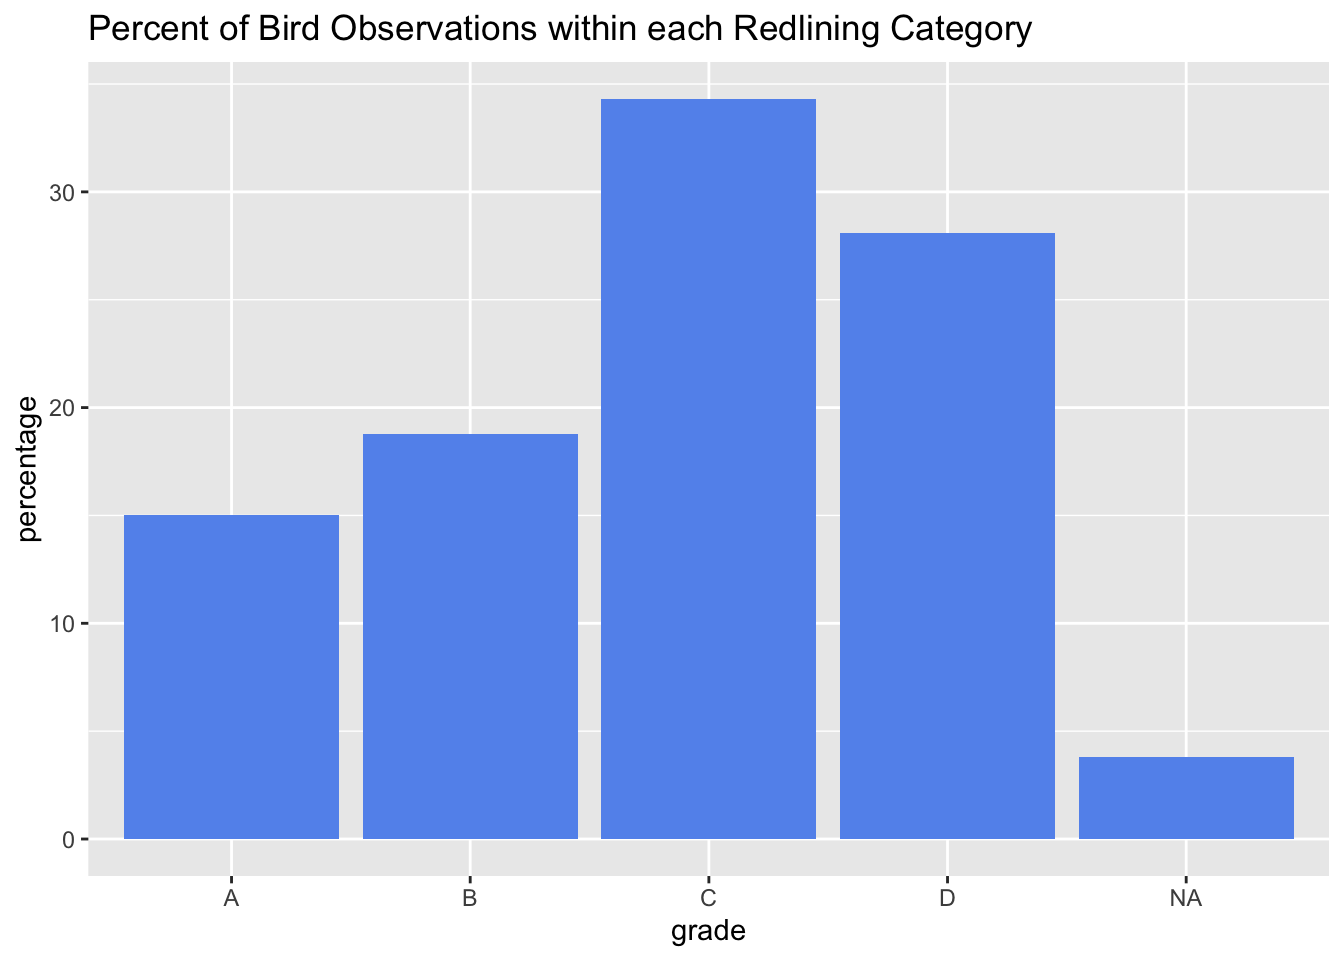 Percent of Bird Observations within each Redlining Category
percentage
30
20
10
0
A B C D NA
grade